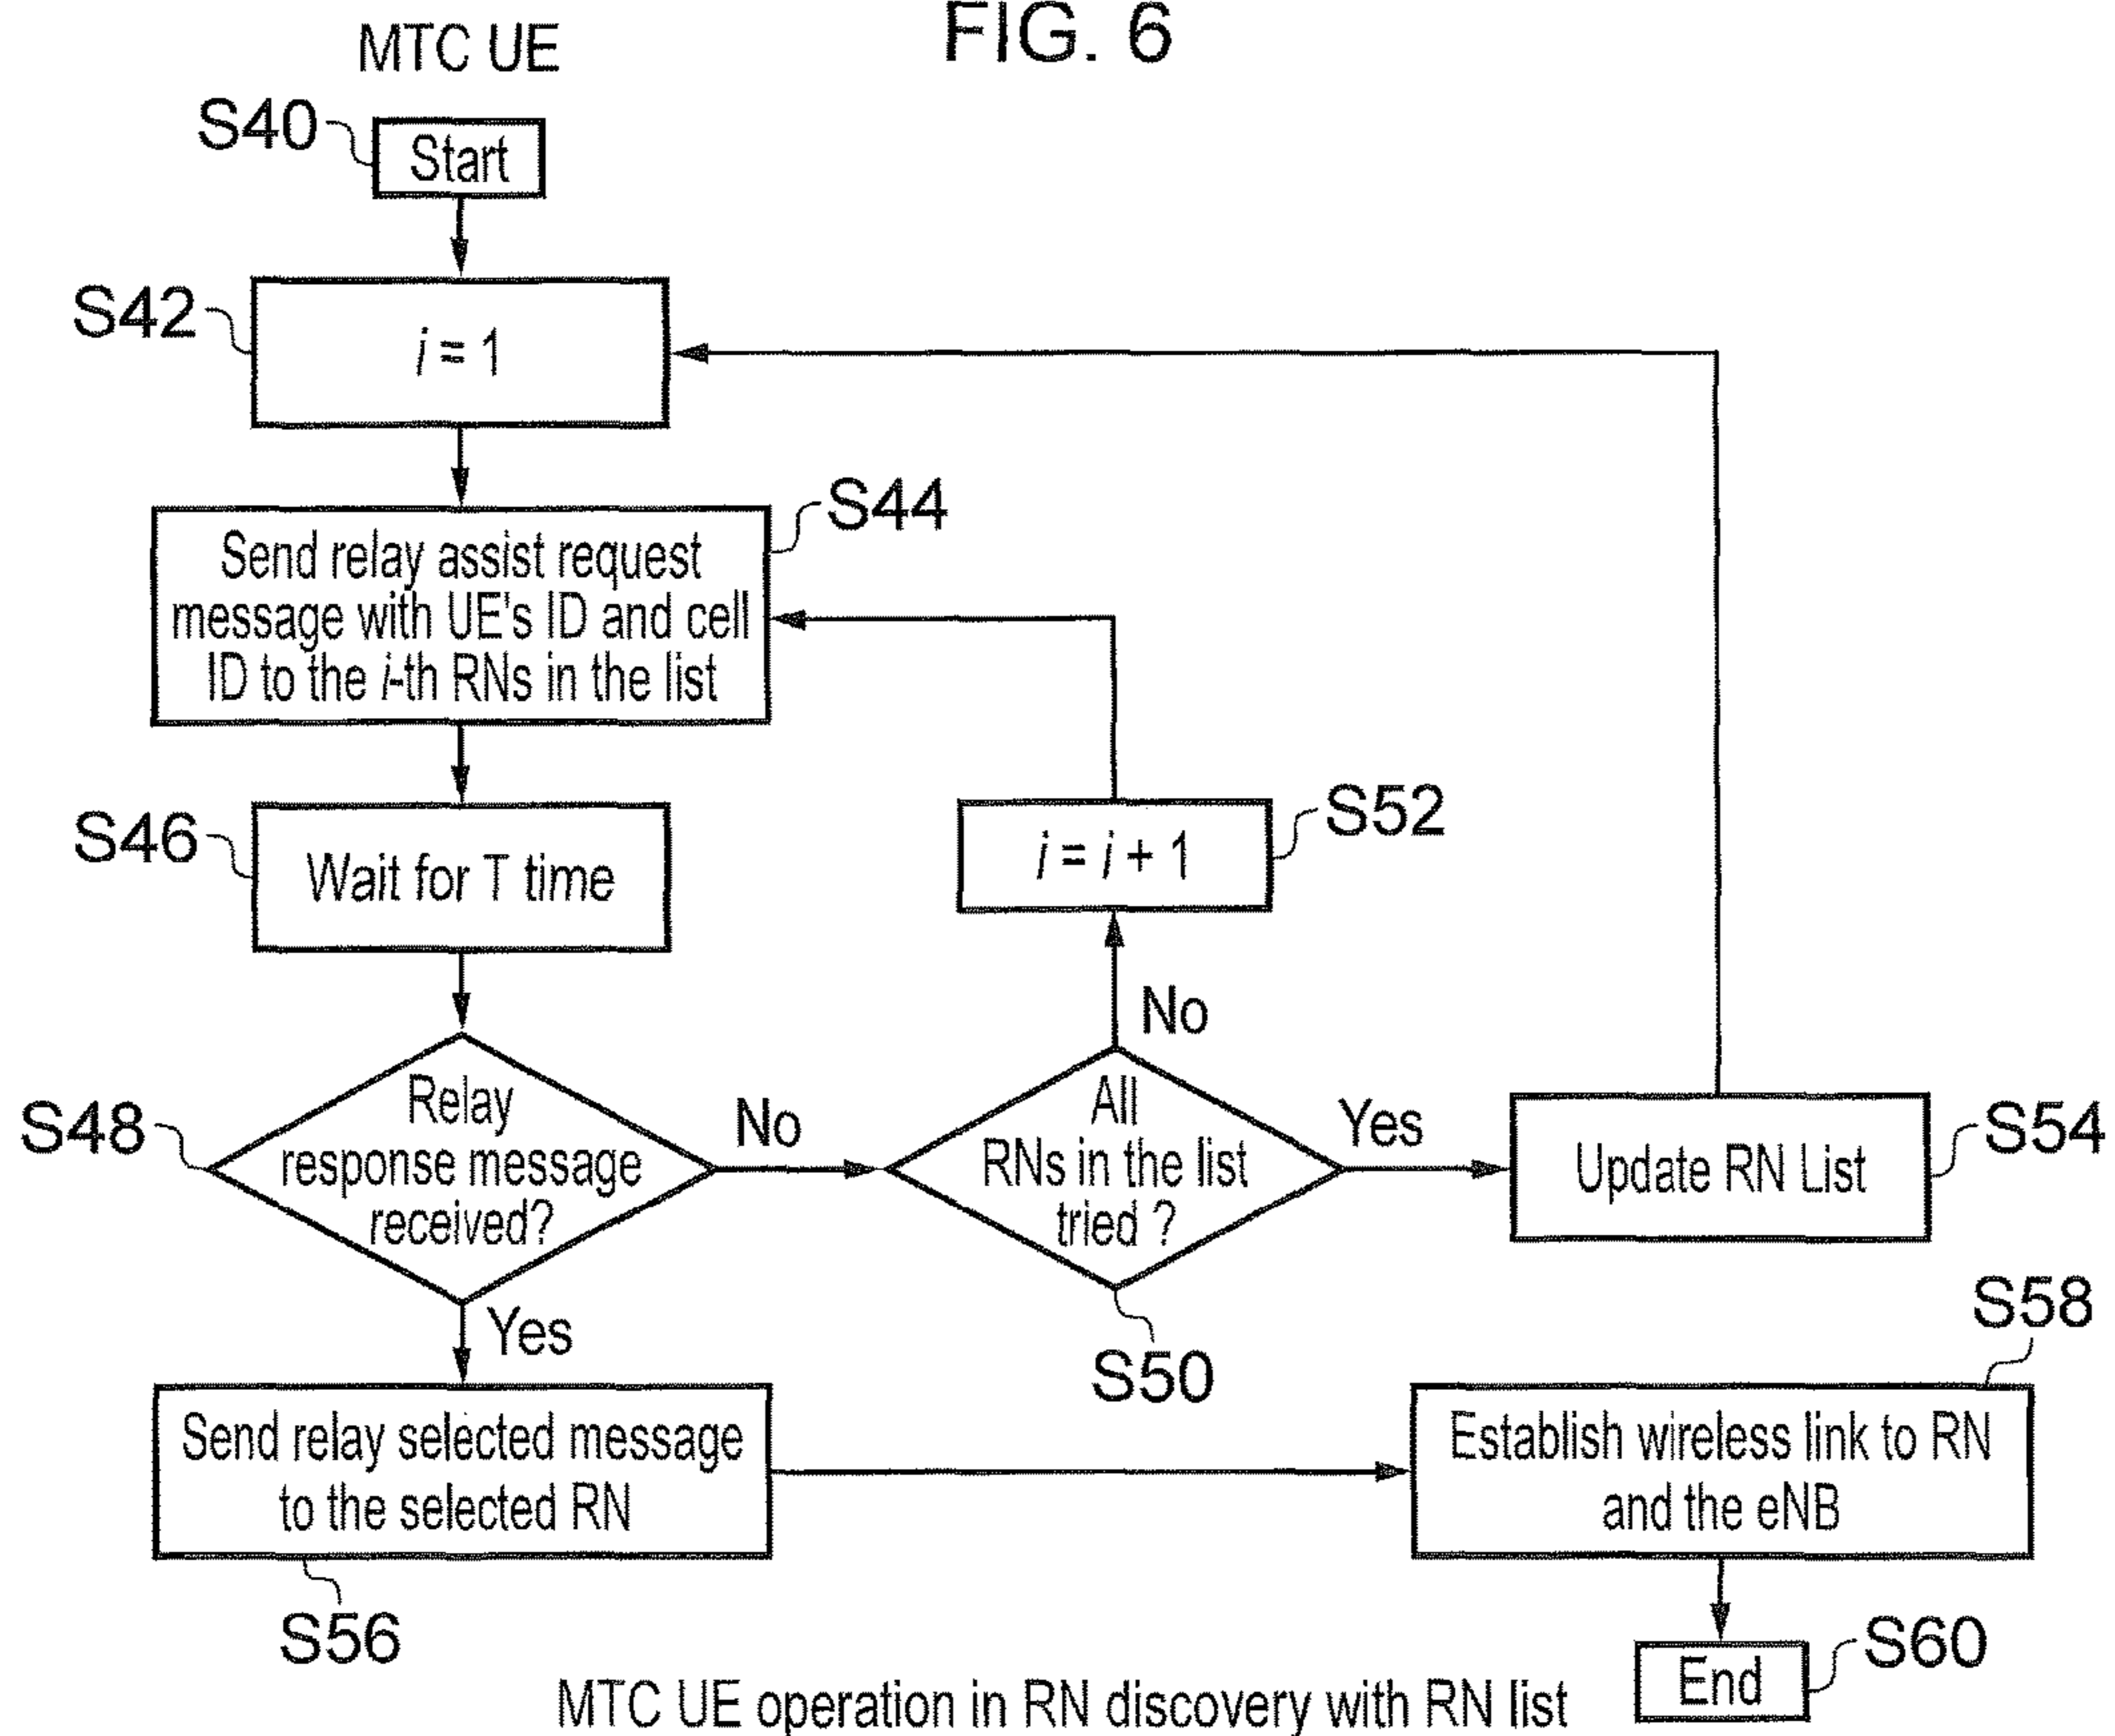 FIG. 6
MTC UE
S40
Start
S42
i = 1
S44
Send relay assist request
message with UE's ID and cell
ID to the i-th RNs in the list
S46
Wait for T time
S52
i = i + 1
S48
Relay
response message
received?
No
All
RNs in the list
tried ?
No
Yes
Update RN List
S54
S50
Yes
Send relay selected message
to the selected RN
S56
S58
Establish wireless link to RN
and the eNB
S60
End
MTC UE operation in RN discovery with RN list